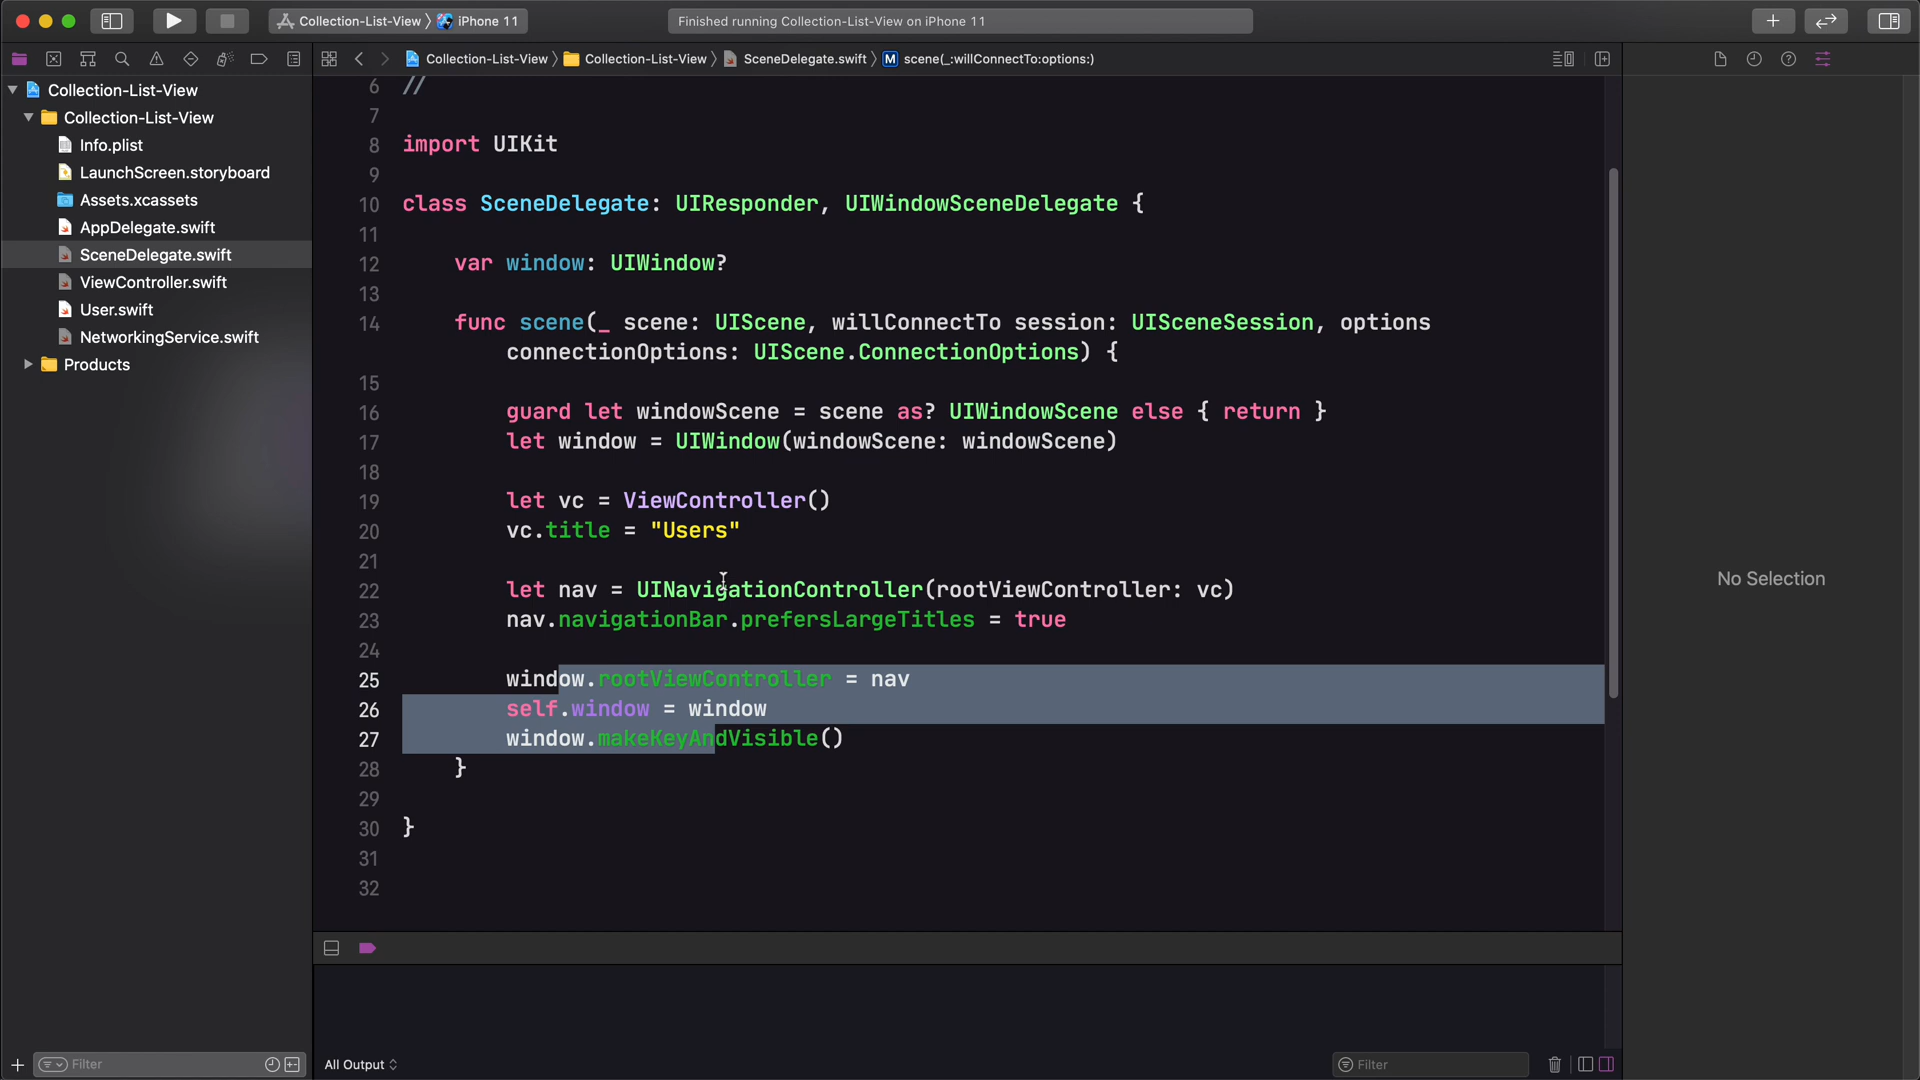 Collection-List-View 〉 iPhone 11
Finished running Collection-List-View on iPhone 11
Collection-List-View 〉 Collection-List-View 〉 SceneDelegate.swift 〉 M scene(_:willConnectTo:options:)
Collection-List-View
Collection-List-View
Info.plist
LaunchScreen.storyboard
Assets.xcassets
AppDelegate.swift
SceneDelegate.swift
ViewController.swift
User.swift
NetworkingService.swift
Products
6 //
7
8 import UIKit
9
10 class SceneDelegate: UIResponder, UIWindowSceneDelegate {
11
12 var window: UIWindow?
13
14 func scene(_ scene: UIScene, willConnectTo session: UISceneSession, options
connectionOptions: UIScene.ConnectionOptions) {
15
16 guard let windowScene = scene as? UIWindowScene else { return }
17 let window = UIWindow(windowScene: windowScene)
18
19 let vc = ViewController()
20 vc.title = "Users"
21
22 let nav = UINavigationController(rootViewController: vc)
23 nav.navigationBar.prefersLargeTitles = true
24
25 window.rootViewController = nav
26 self.window = window
27 window.makeKeyAndVisible()
28 }
29
30 }
31
32
No Selection
Filter
All Output
Filter